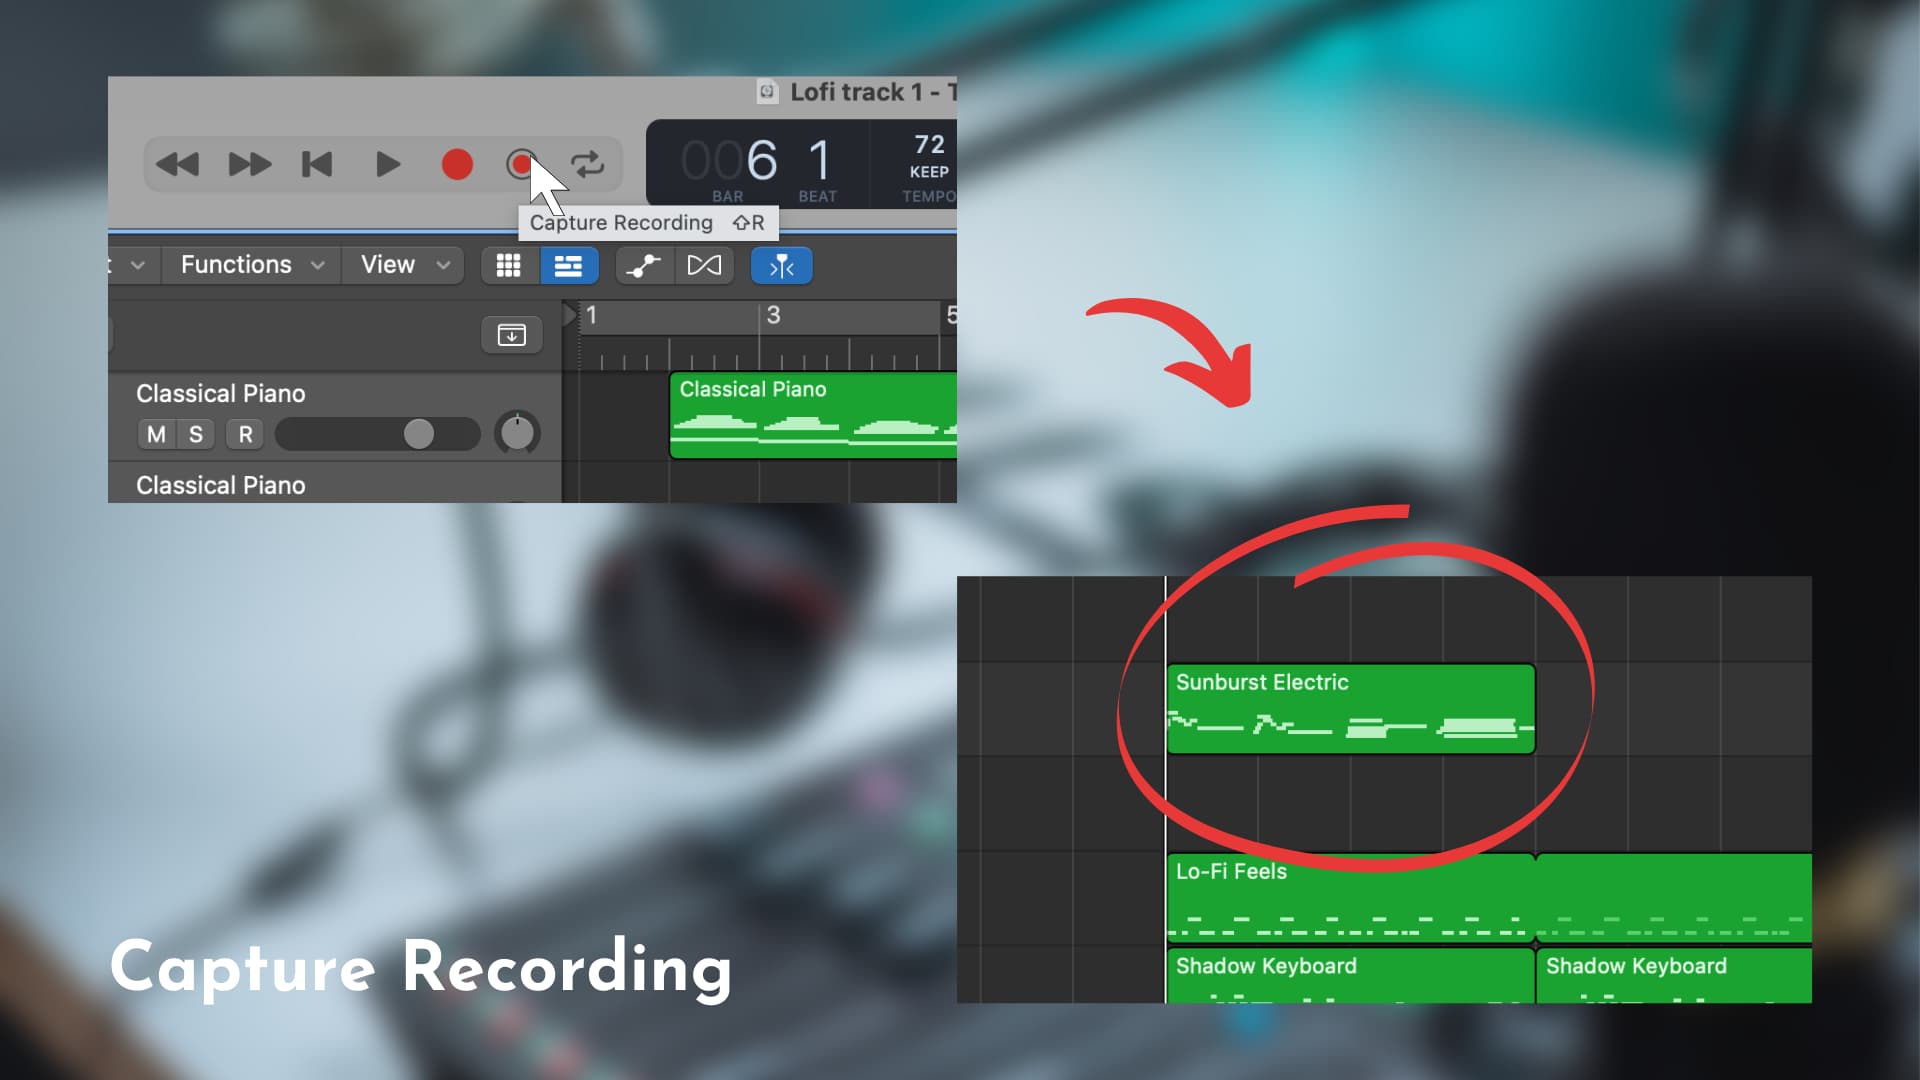 Lofi track 1 - T
006 1
72
KEEP
BAR BEAT TEMPO
Capture Recording ⇧R
Functions View
1 3 5
Classical Piano
M S R
Classical Piano
Classical Piano
Sunburst Electric
Lo-Fi Feels
Shadow Keyboard Shadow Keyboard
Capture Recording